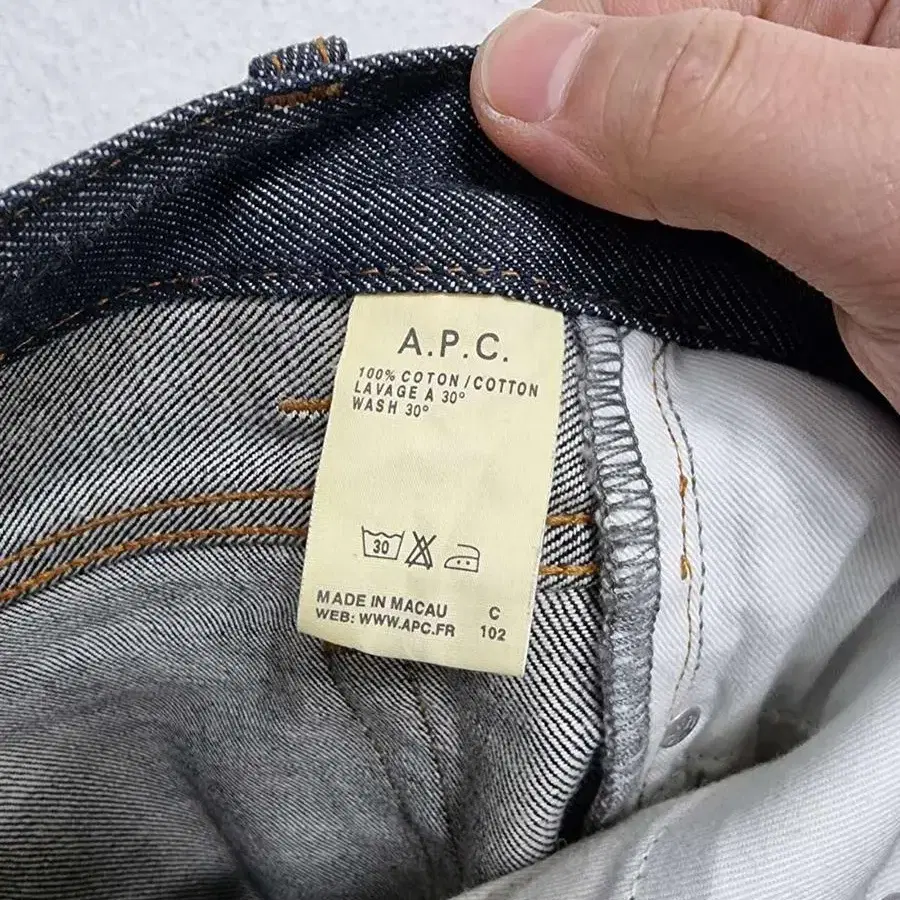 A.P.C.
100% COTON/COTTON
LAVAGE A 30°
WASH 30°
30
MADE IN MACAU C
WEB: WWW.APC.FR 102